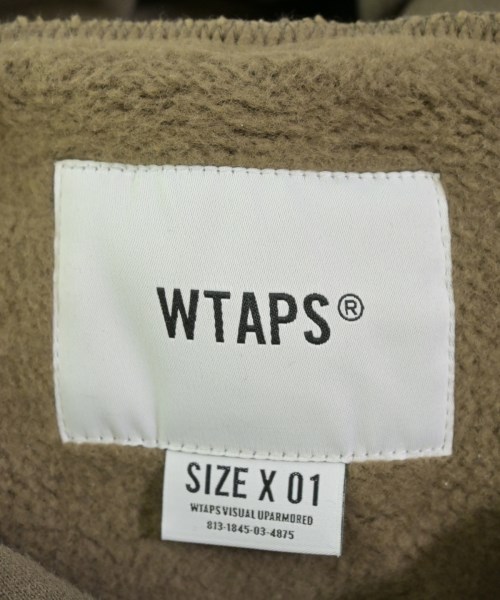 WTAPS®
SIZE X 01
WTAPS VISUAL UPARMORED
813-1845-03-4875